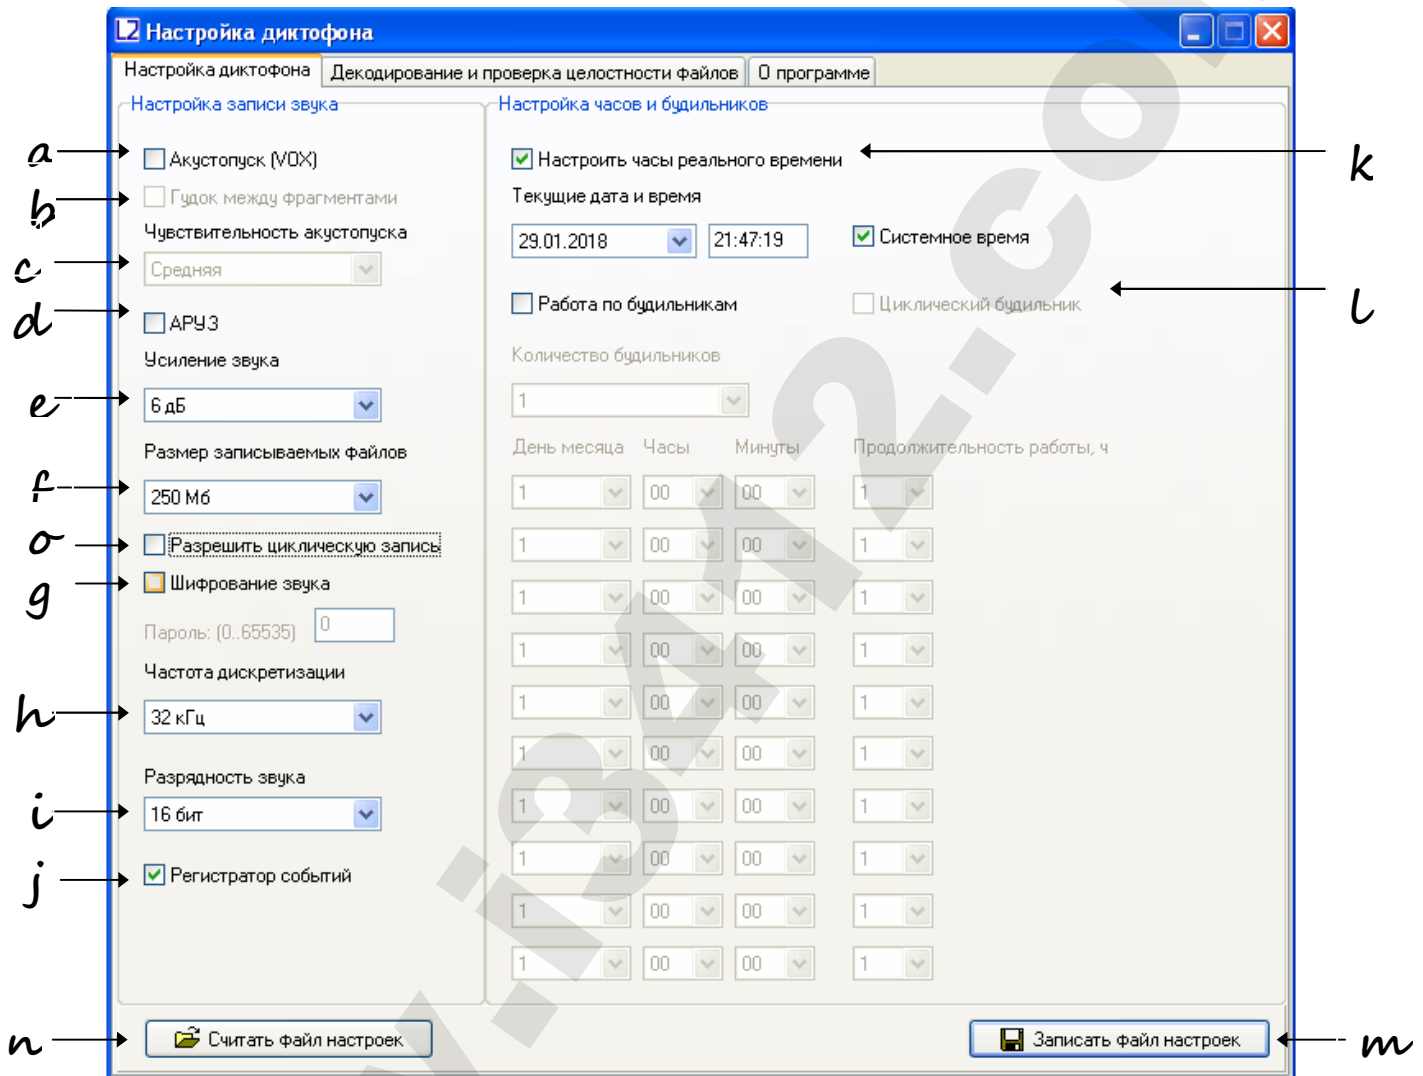 Настройка диктофона
Настройка диктофона Декодирование и проверка целостности файлов О программе
Настройка записи звука Настройка часов и будильников
a Акустопуск (VOX) Настроить часы реального времени k
b Гудок между фрагментами Текущие дата и время
Чувствительность акустопуска 29.01.2018 21:47:19 Системное время
c Средняя
d АРУЗ Работа по будильникам Циклический будильник l
Усиление звука Количество будильников
e 6 дБ 1
Размер записываемых файлов День месяца Часы Минуты Продолжительность работы, ч
f 250 Мб 1 00 00 1
o Разрешить циклическую запись 1 00 00 1
g Шифрование звука 1 00 00 1
Пароль: (0..65535) 0 1 00 00 1
Частота дискретизации
h 32 кГц 1 00 00 1
1 00 00 1
Разрядность звука
i 16 бит 1 00 00 1
j Регистратор событий 1 00 00 1
1 00 00 1
1 00 00 1
n Считать файл настроек Записать файл настроек m
.i3412.co